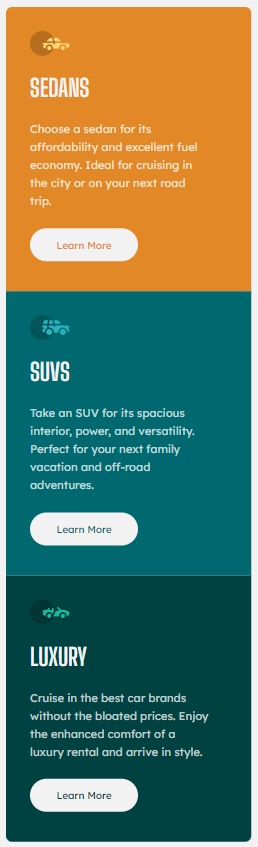 SEDANS
Choose a sedan for its
affordability and excellent fuel
economy. Ideal for cruising in
the city or on your next road
trip.
Learn More
SUVS
Take an SUV for its spacious
interior, power, and versatility.
Perfect for your next family
vacation and off-road
adventures.
Learn More
LUXURY
Cruise in the best car brands
without the bloated prices. Enjoy
the enhanced comfort of a
luxury rental and arrive in style.
Learn More